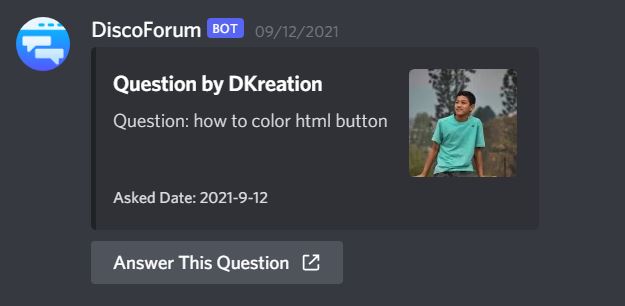 DiscoForum BOT 09/12/2021
Question by DKreation
Question: how to color html button
Asked Date: 2021-9-12
Answer This Question